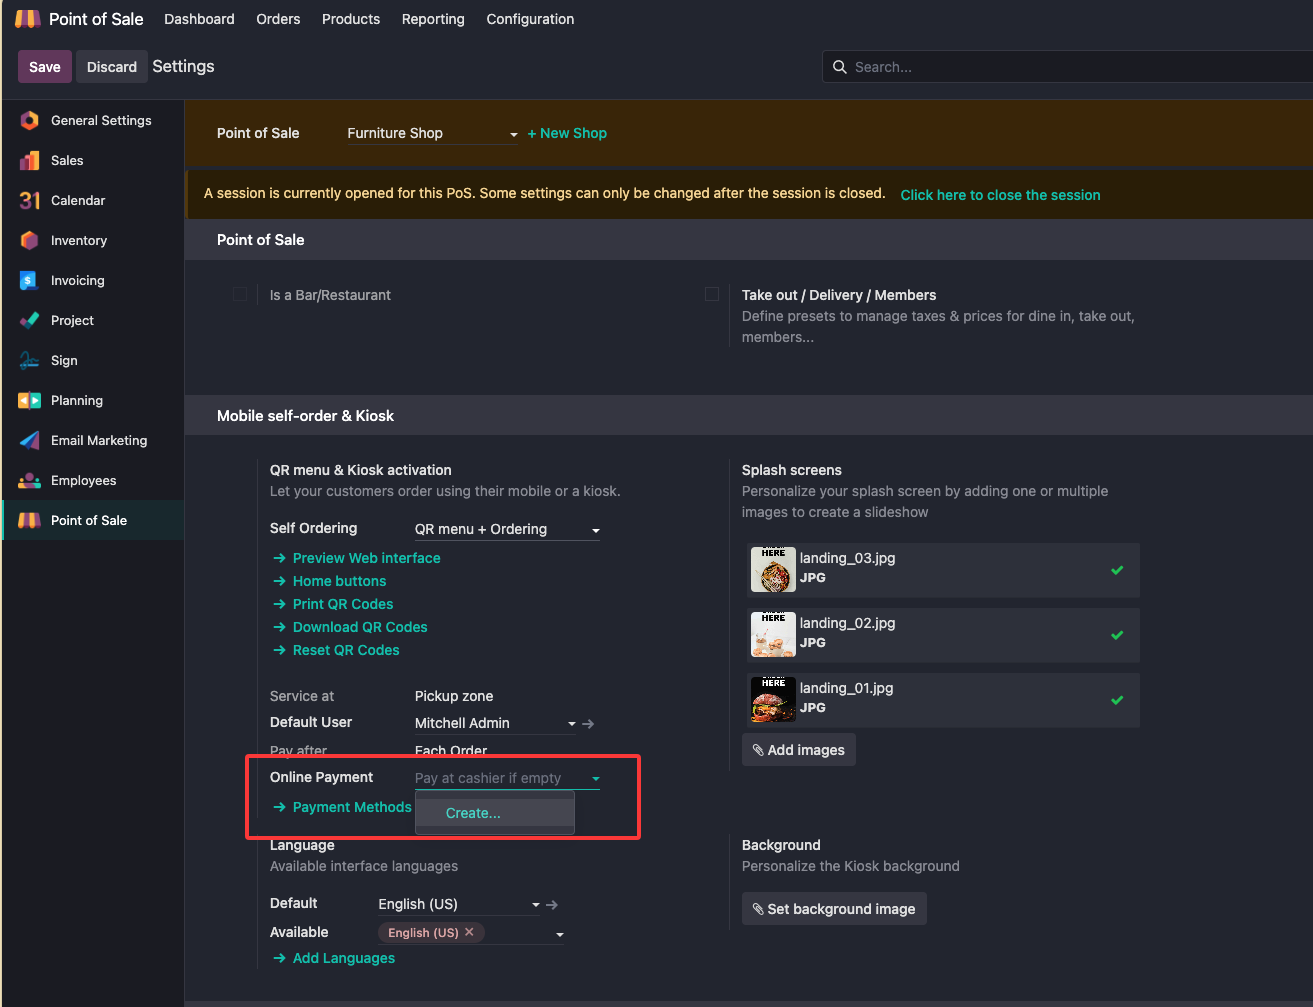 Point of Sale Dashboard Orders Products Reporting Configuration
Save Discard Settings Search...
General Settings
Sales
31 Calendar
Inventory
$ Invoicing
Project
Sign
Planning
Email Marketing
Employees
Point of Sale
Point of Sale Furniture Shop + New Shop
A session is currently opened for this PoS. Some settings can only be changed after the session is closed. Click here to close the session
Point of Sale
Is a Bar/Restaurant
Take out / Delivery / Members
Define presets to manage taxes & prices for dine in, take out,
members...
Mobile self-order & Kiosk
QR menu & Kiosk activation
Let your customers order using their mobile or a kiosk.
Self Ordering QR menu + Ordering
→ Preview Web interface
→ Home buttons
→ Print QR Codes
→ Download QR Codes
→ Reset QR Codes
Service at Pickup zone
Default User Mitchell Admin →
Pay after Each Order
Online Payment Pay at cashier if empty
→ Payment Methods
Create...
Splash screens
Personalize your splash screen by adding one or multiple
images to create a slideshow
HERE
landing_03.jpg
JPG
HERE
landing_02.jpg
JPG
HERE
landing_01.jpg
JPG
Add images
Language
Available interface languages
Default English (US) →
Available English (US) ×
→ Add Languages
Background
Personalize the Kiosk background
Set background image